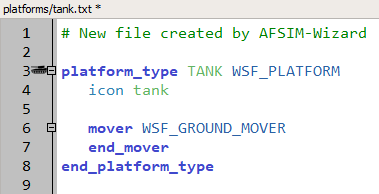 platforms/tank.txt *
1 # New file created by AFSIM-Wizard
2
3 platform_type TANK WSF_PLATFORM
4 icon tank
5
6 mover WSF_GROUND_MOVER
7 end_mover
8 end_platform_type
9